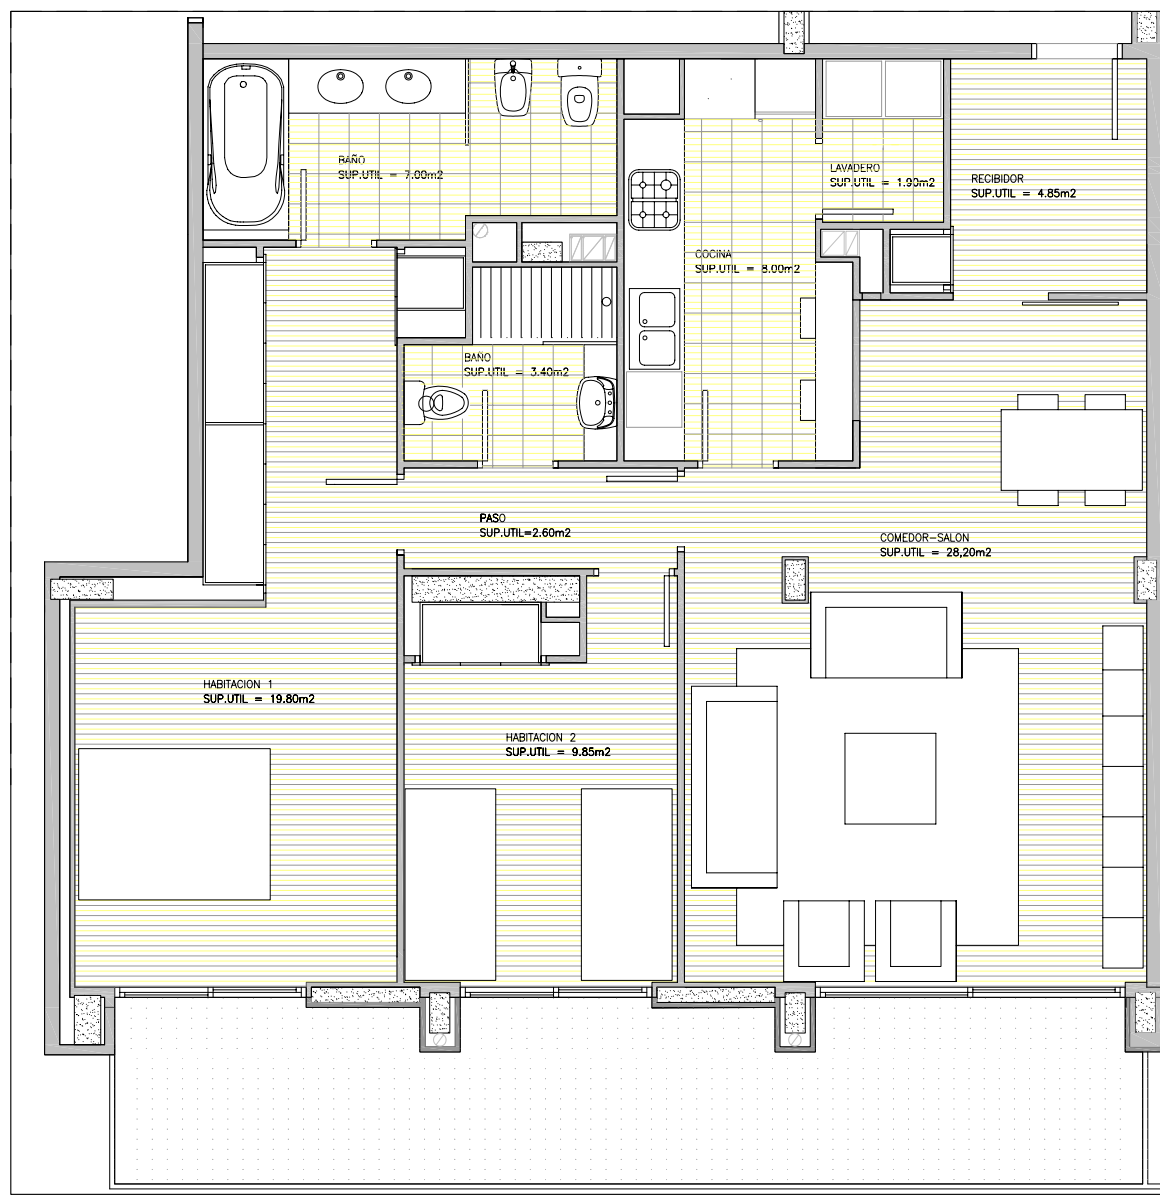 BAÑO
SUP.UTIL = 7.00m2
LAVADERO
SUP.UTIL = 1.90m2
RECIBIDOR
SUP.UTIL = 4.85m2
COCINA
SUP.UTIL = 8.00m2
BAÑO
SUP.UTIL = 3.40m2
PASO
SUP.UTIL=2.60m2
COMEDOR-SALON
SUP.UTIL = 28,20m2
HABITACION 1
SUP.UTIL = 19.80m2
HABITACION 2
SUP.UTIL = 9.85m2